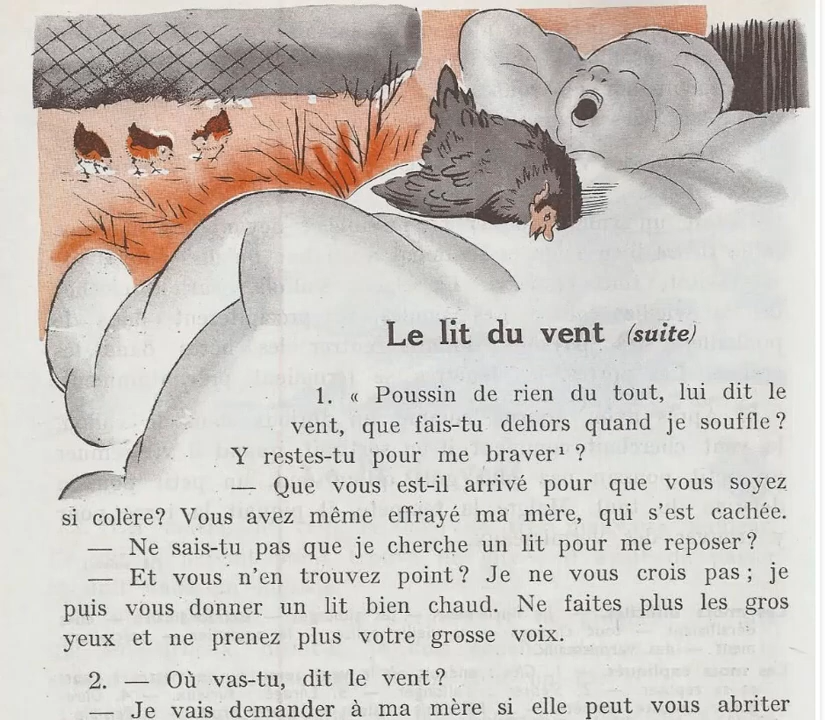 Le lit du vent (suite)
1. « Poussin de rien du tout, lui dit le
vent, que fais-tu dehors quand je souffle ?
Y restes-tu pour me braver¹ ?
— Que vous est-il arrivé pour que vous soyez
si colère? Vous avez même effrayé ma mère, qui s'est cachée.
— Ne sais-tu pas que je cherche un lit pour me reposer ?
— Et vous n'en trouvez point ? Je ne vous crois pas ; je
puis vous donner un lit bien chaud. Ne faites plus les gros
yeux et ne prenez plus votre grosse voix.
2. — Où vas-tu, dit le vent ?
— Je vais demander à ma mère si elle peut vous abriter